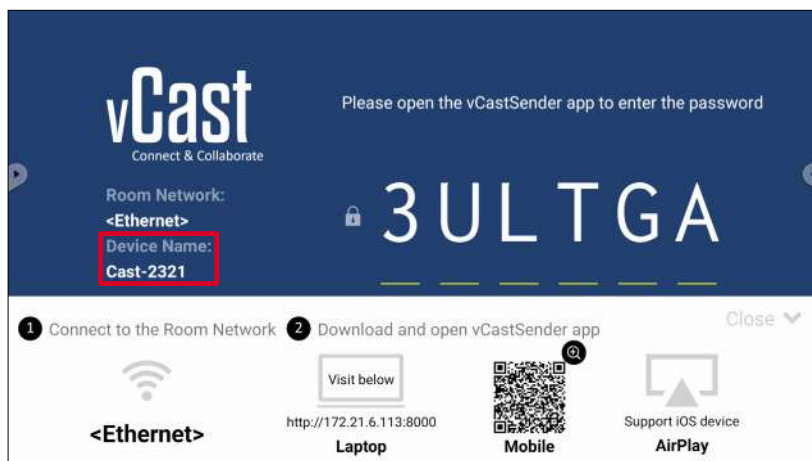 vCast
Connect & Collaborate
Please open the vCastSender app to enter the password
Room Network:
<Ethernet>
Device Name:
Cast-2321
3ULTGA
1 Connect to the Room Network
2 Download and open vCastSender app
Close
<Ethernet>
Visit below
http://172.21.6.113:8000
Laptop
Mobile
Support iOS device
AirPlay